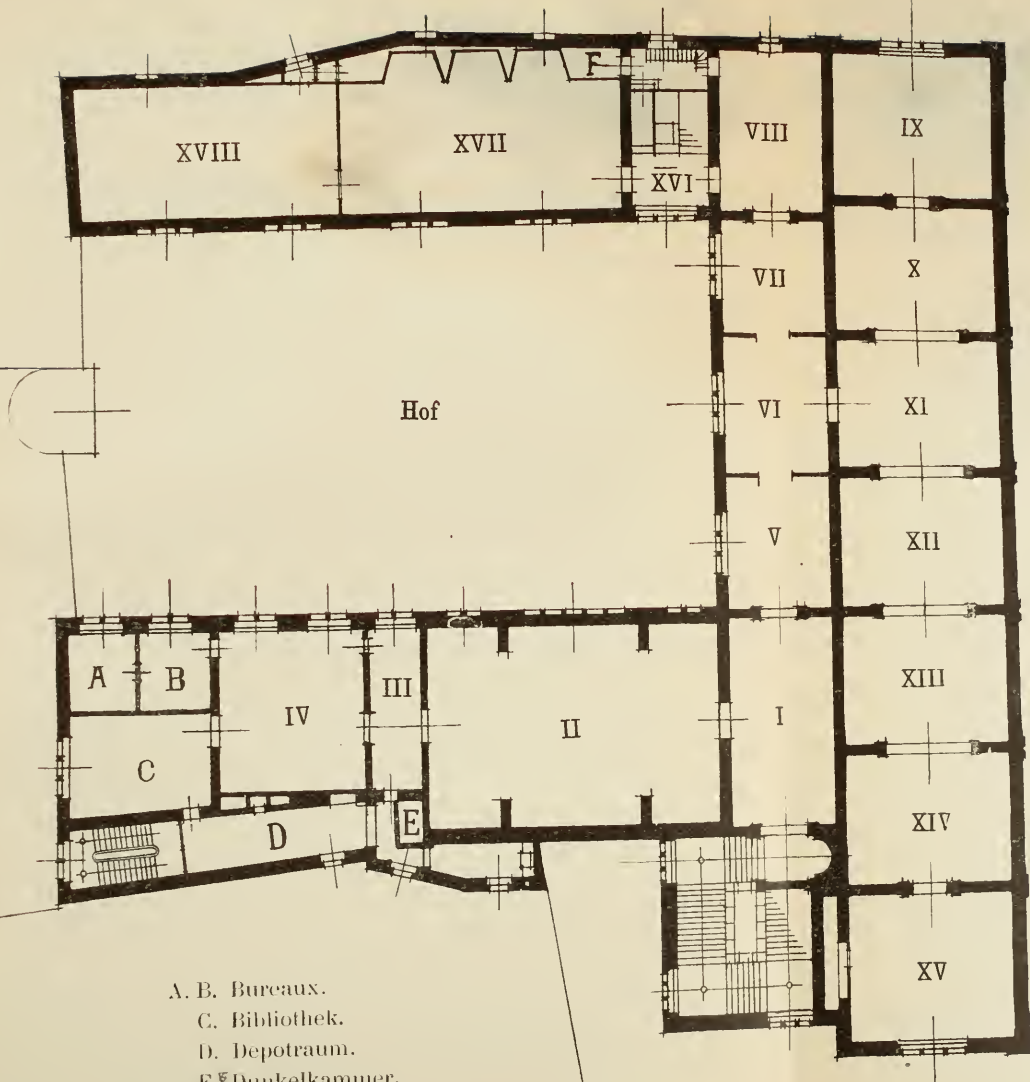 F
XVIII
XVII
XVI
VIII
IX
VII
X
Hof
VI
XI
V
XII
A
B
III
IV
II
I
XIII
C
D
E
XIV
XV
A. B. Bureaux.
C. Bibliothek.
D. Depotraum.
Dunkelkammer.